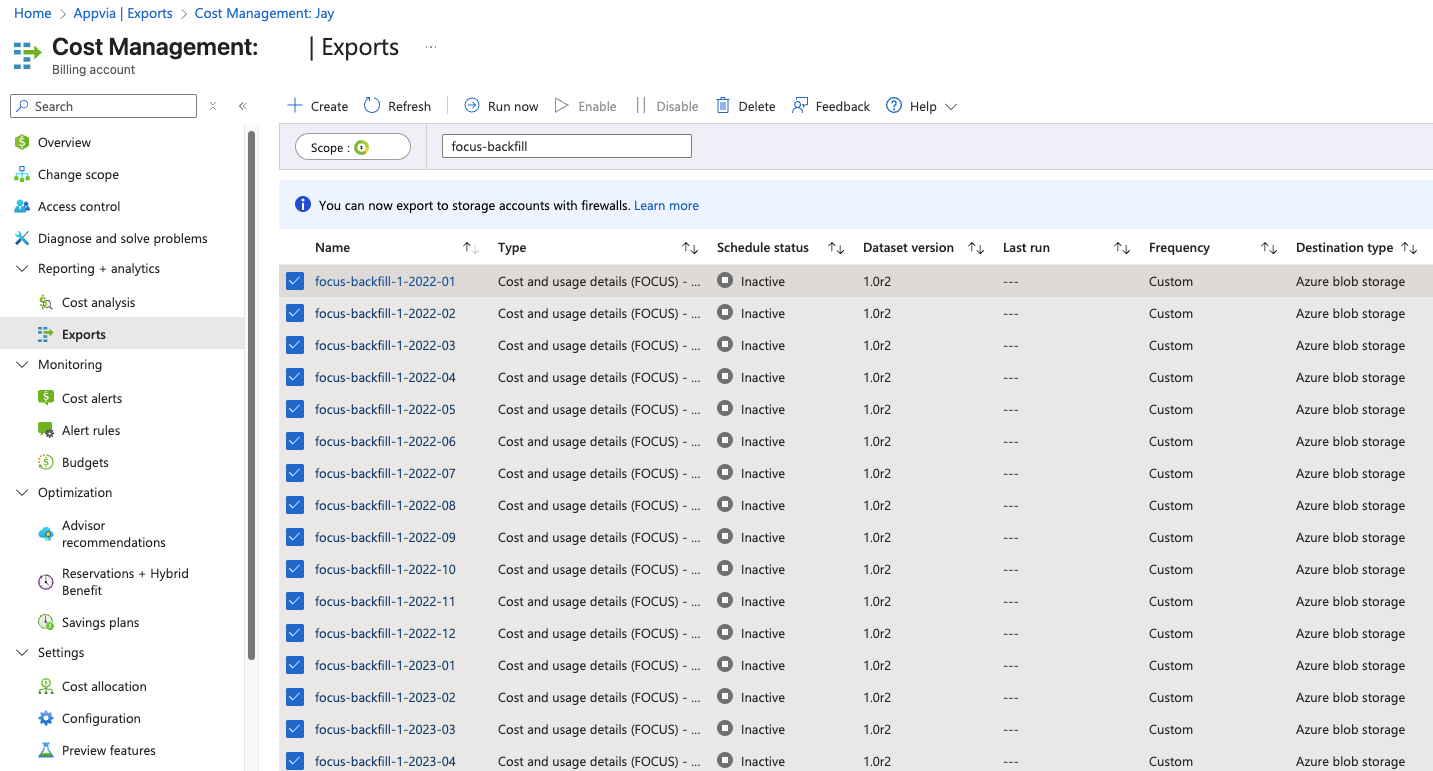 Home > Appvia | Exports > Cost Management: Jay
Cost Management: | Exports ...
Billing account
Search
Overview
Change scope
Access control
Diagnose and solve problems
Reporting + analytics
Cost analysis
Exports
Monitoring
Cost alerts
Alert rules
Budgets
Optimization
Advisor
recommendations
Reservations + Hybrid
Benefit
Savings plans
Settings
Cost allocation
Configuration
Preview features
Create Refresh Run now Enable Disable Delete Feedback Help
Scope :
focus-backfill
You can now export to storage accounts with firewalls. Learn more
Name Type Schedule status Dataset version Last run Frequency Destination type
focus-backfill-1-2022-01 Cost and usage details (FOCUS) - ... Inactive 1.0r2 --- Custom Azure blob storage
focus-backfill-1-2022-02 Cost and usage details (FOCUS) - ... Inactive 1.0r2 --- Custom Azure blob storage
focus-backfill-1-2022-03 Cost and usage details (FOCUS) - ... Inactive 1.0r2 --- Custom Azure blob storage
focus-backfill-1-2022-04 Cost and usage details (FOCUS) - ... Inactive 1.0r2 --- Custom Azure blob storage
focus-backfill-1-2022-05 Cost and usage details (FOCUS) - ... Inactive 1.0r2 --- Custom Azure blob storage
focus-backfill-1-2022-06 Cost and usage details (FOCUS) - ... Inactive 1.0r2 --- Custom Azure blob storage
focus-backfill-1-2022-07 Cost and usage details (FOCUS) - ... Inactive 1.0r2 --- Custom Azure blob storage
focus-backfill-1-2022-08 Cost and usage details (FOCUS) - ... Inactive 1.0r2 --- Custom Azure blob storage
focus-backfill-1-2022-09 Cost and usage details (FOCUS) - ... Inactive 1.0r2 --- Custom Azure blob storage
focus-backfill-1-2022-10 Cost and usage details (FOCUS) - ... Inactive 1.0r2 --- Custom Azure blob storage
focus-backfill-1-2022-11 Cost and usage details (FOCUS) - ... Inactive 1.0r2 --- Custom Azure blob storage
focus-backfill-1-2022-12 Cost and usage details (FOCUS) - ... Inactive 1.0r2 --- Custom Azure blob storage
focus-backfill-1-2023-01 Cost and usage details (FOCUS) - ... Inactive 1.0r2 --- Custom Azure blob storage
focus-backfill-1-2023-02 Cost and usage details (FOCUS) - ... Inactive 1.0r2 --- Custom Azure blob storage
focus-backfill-1-2023-03 Cost and usage details (FOCUS) - ... Inactive 1.0r2 --- Custom Azure blob storage
focus-backfill-1-2023-04 Cost and usage details (FOCUS) - ... Inactive 1.0r2 --- Custom Azure blob storage